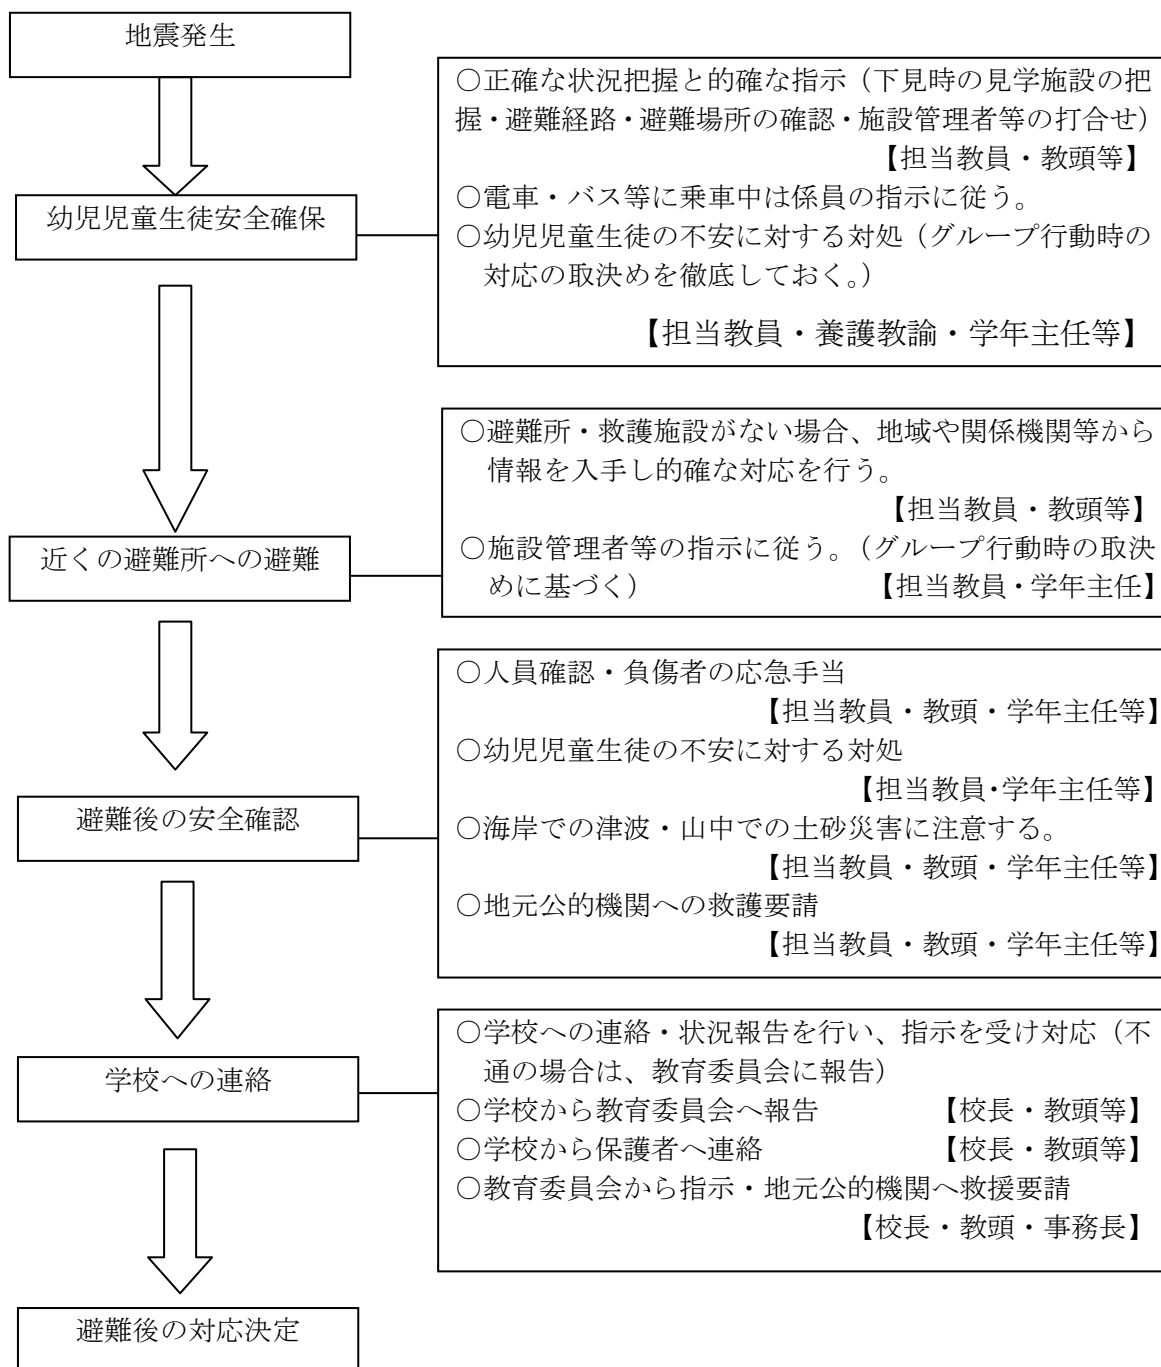 地震発生
○正確な状況把握と的確な指示（下見時の見学施設の把
握・避難経路・避難場所の確認・施設管理者等の打合せ）
【担当教員・教頭等】
○電車・バス等に乗車中は係員の指示に従う。
○幼児児童生徒の不安に対する対処（グループ行動時の
対応の取決めを徹底しておく。）
【担当教員・養護教諭・学年主任等】
幼児児童生徒安全確保
○避難所・救護施設がない場合、地域や関係機関等から
情報を入手し的確な対応を行う。
【担当教員・教頭等】
○施設管理者等の指示に従う。（グループ行動時の取決
めに基づく） 【担当教員・学年主任】
近くの避難所への避難
○人員確認・負傷者の応急手当
【担当教員・教頭・学年主任等】
○幼児児童生徒の不安に対する対処
【担当教員・学年主任等】
○海岸での津波・山中での土砂災害に注意する。
【担当教員・教頭・学年主任等】
○地元公的機関への救護要請
【担当教員・教頭・学年主任等】
避難後の安全確認
○学校への連絡・状況報告を行い、指示を受け対応（不
通の場合は、教育委員会に報告）
○学校から教育委員会へ報告 【校長・教頭等】
○学校から保護者へ連絡 【校長・教頭等】
○教育委員会から指示・地元公的機関へ救援要請
【校長・教頭・事務長】
学校への連絡
避難後の対応決定